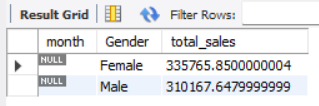 Result Grid Filter Rows:
month Gender total_sales
NULL Female 335765.8500000004
NULL Male 310167.6479999999